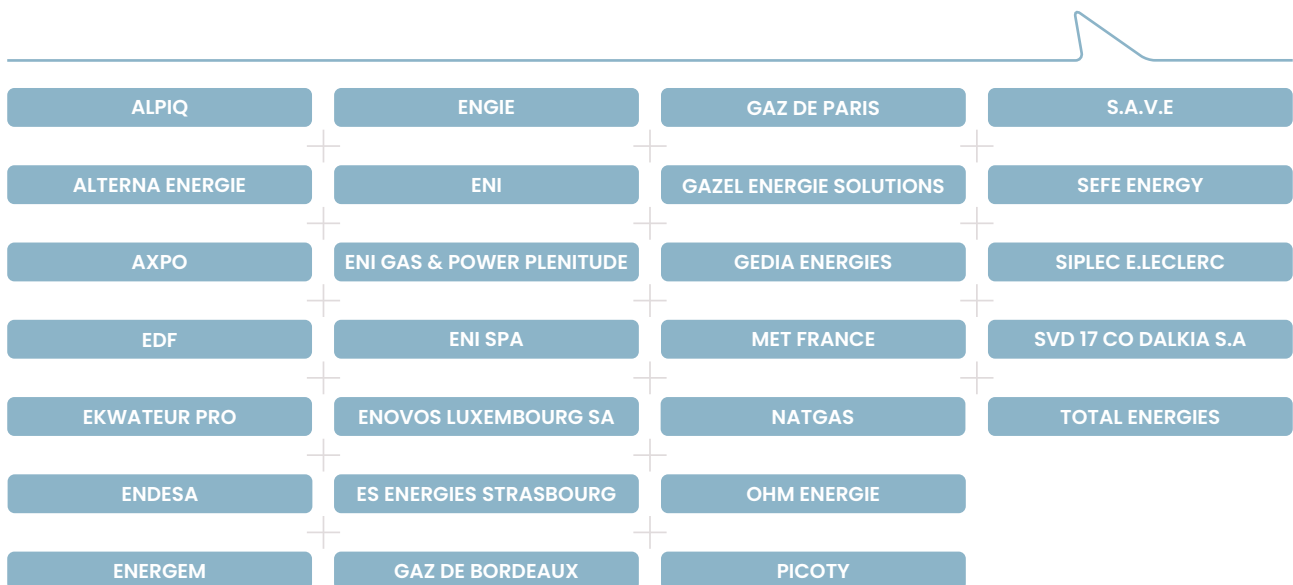 ALPIQ
ENGIE
GAZ DE PARIS
S.A.V.E
ALTERNA ENERGIE
ENI
GAZEL ENERGIE SOLUTIONS
SEFE ENERGY
AXPO
ENI GAS & POWER PLENITUDE
GEDIA ENERGIES
SIPLEC E.LECLERC
EDF
ENI SPA
MET FRANCE
SVD 17 CO DALKIA S.A
EKWATEUR PRO
ENOVOS LUXEMBOURG SA
NATGAS
TOTAL ENERGIES
ENDESA
ES ENERGIES STRASBOURG
OHM ENERGIE
ENERGEM
GAZ DE BORDEAUX
PICOTY